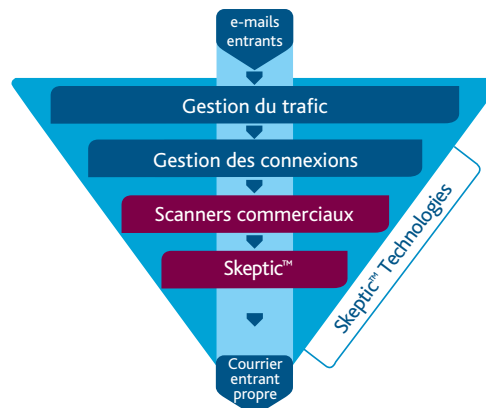 e-mails
entrants
Gestion du trafic
Gestion des connexions
Scanners commerciaux
Skeptic™
Skeptic™ Technologies
Courrier
entrant
propre